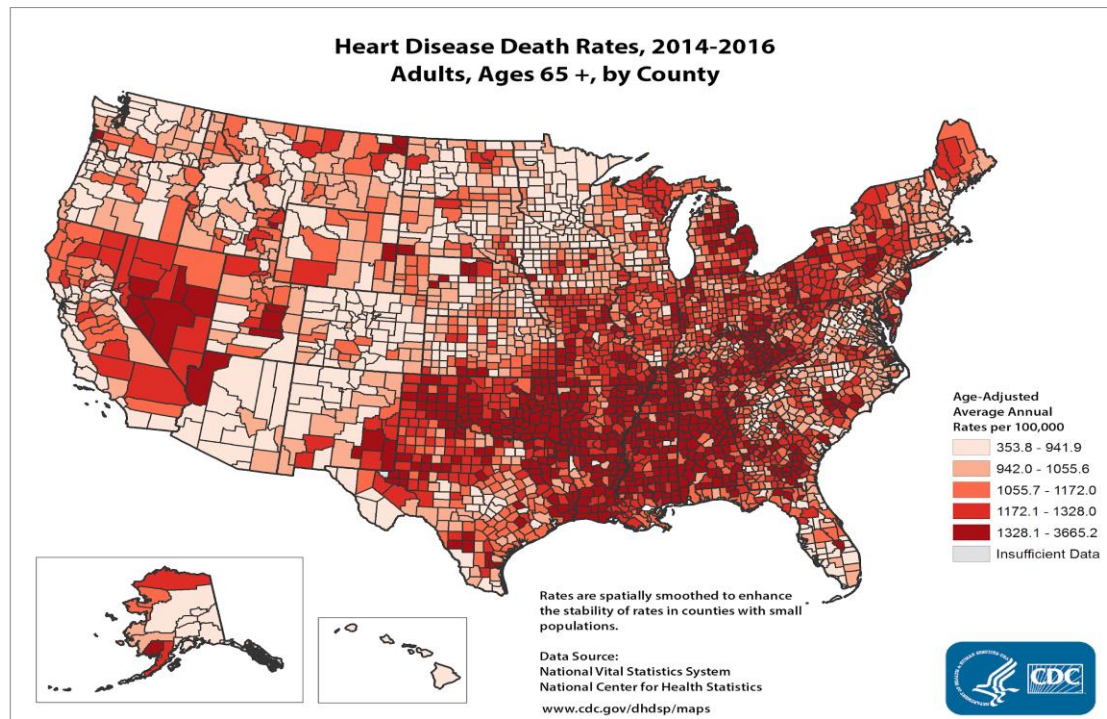 Heart Disease Death Rates, 2014-2016
Adults, Ages 65 +, by County
Age-Adjusted
Average Annual
Rates per 100,000
353.8 - 941.9
942.0 - 1055.6
1055.7 - 1172.0
1172.1 - 1328.0
1328.1 - 3665.2
Insufficient Data
Rates are spatially smoothed to enhance
the stability of rates in counties with small
populations.
Data Source:
National Vital Statistics System
National Center for Health Statistics
www.cdc.gov/dhdsp/maps
CDC